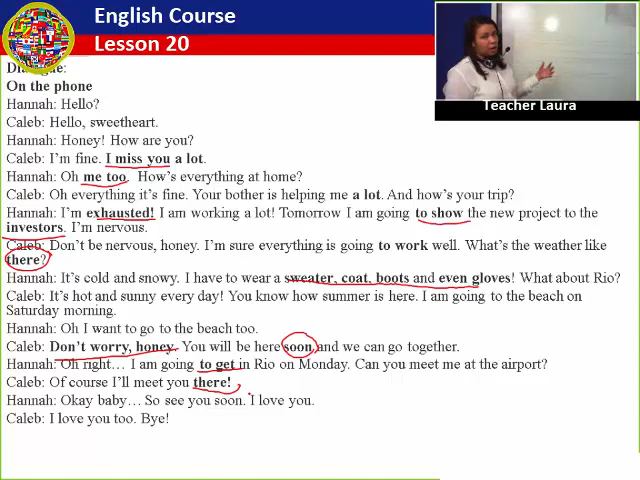 English Course
Lesson 20
Teacher Laura
Dialogue:
On the phone
Hannah: Hello?
Caleb: Hello, sweetheart.
Hannah: Honey! How are you?
Caleb: I'm fine. I miss you a lot.
Hannah: Oh me too. How's everything at home?
Caleb: Oh everything it's fine. Your bother is helping me a lot. And how's your trip?
Hannah: I'm exhausted! I am working a lot! Tomorrow I am going to show the new project to the
investors. I'm nervous.
Caleb: Don't be nervous, honey. I'm sure everything is going to work well. What's the weather like
there?
Hannah: It's cold and snowy. I have to wear a sweater, coat, boots and even gloves! What about Rio?
Caleb: It's hot and sunny every day! You know how summer is here. I am going to the beach on
Saturday morning.
Hannah: Oh I want to go to the beach too.
Caleb: Don't worry, honey. You will be here soon and we can go together.
Hannah: Oh right… I am going to get in Rio on Monday. Can you meet me at the airport?
Caleb: Of course I'll meet you there!
Hannah: Okay baby… So see you soon. I love you.
Caleb: I love you too. Bye!